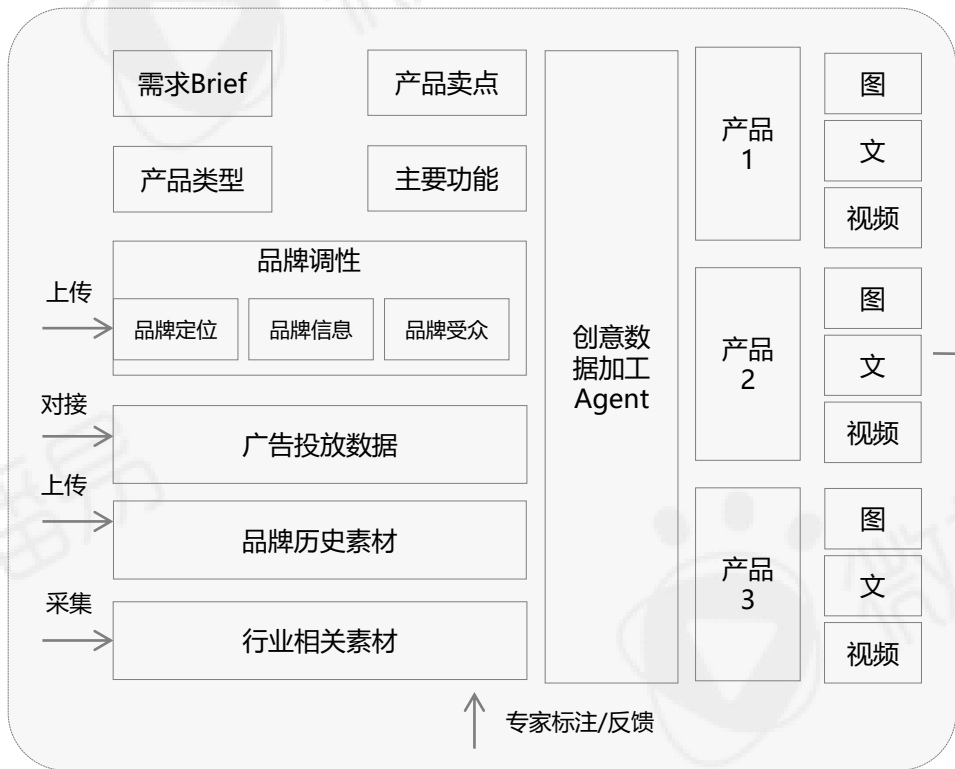 需求Brief
产品卖点
产品类型
主要功能
上传
品牌调性
品牌定位
品牌信息
品牌受众
对接
广告投放数据
上传
品牌历史素材
采集
行业相关素材
专家标注/反馈
创意数
据加工
Agent
产品
1
图
文
视频
产品
2
图
文
视频
产品
3
图
文
视频